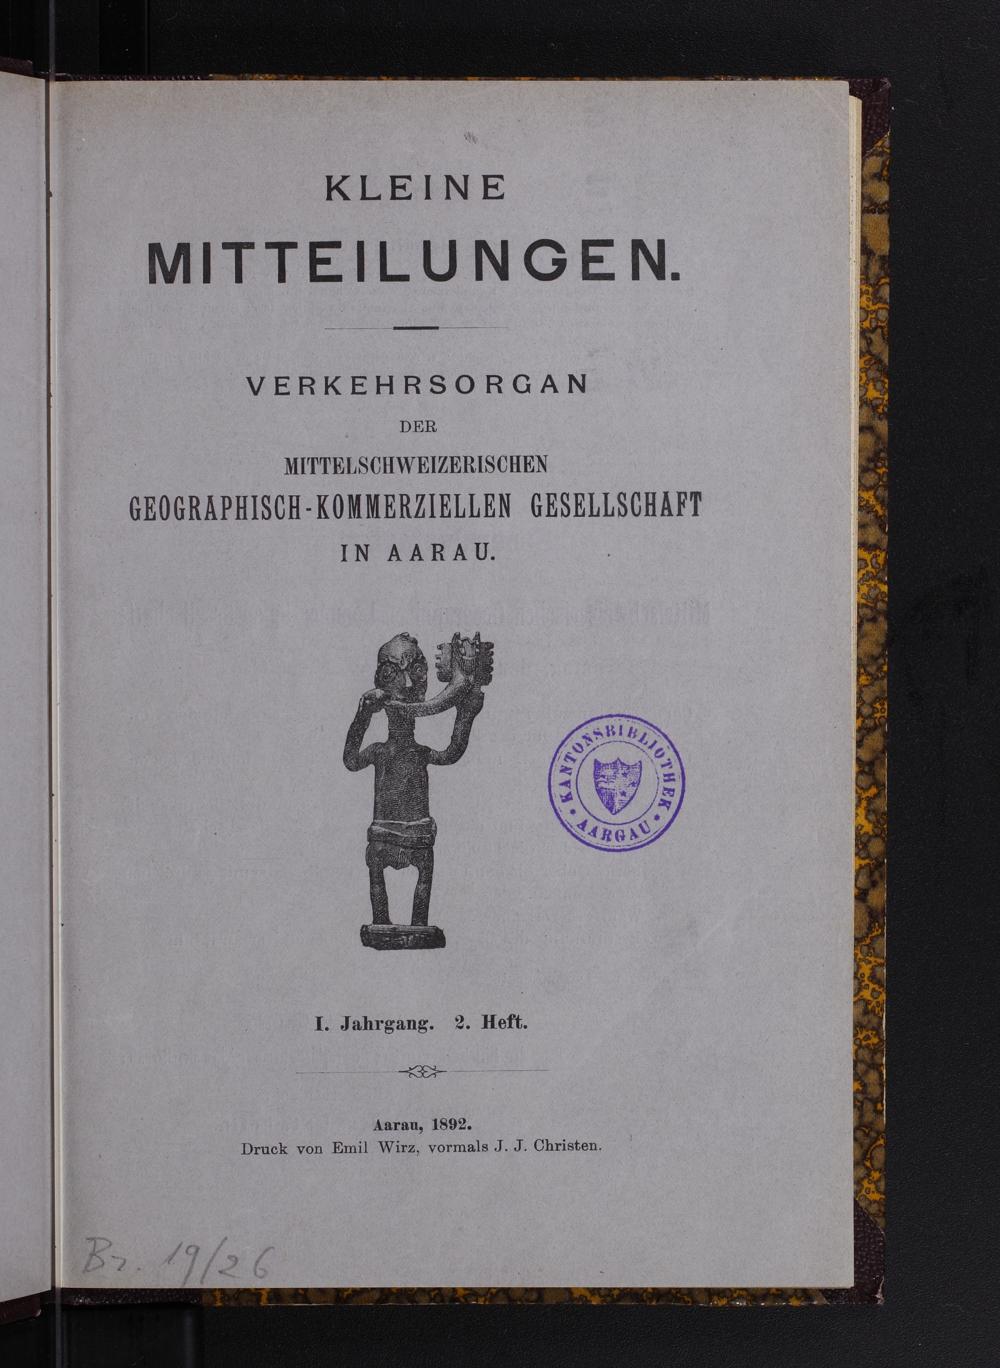 KLEINE
MITTEILUNGEN.
VERKEHRSORGAN
DER
MITTELSCHWEIZERISCHEN
GEOGRAPHISCH-KOMMERZIELLEN GESELLSCHAFT
IN AARAU.
KANTONSBIBLIOTHEK
AARGAU
I. Jahrgang. 2. Heft.
Aarau, 1892.
Druck von Emil Wirz, vormals J. J. Christen.
Br. 19/26